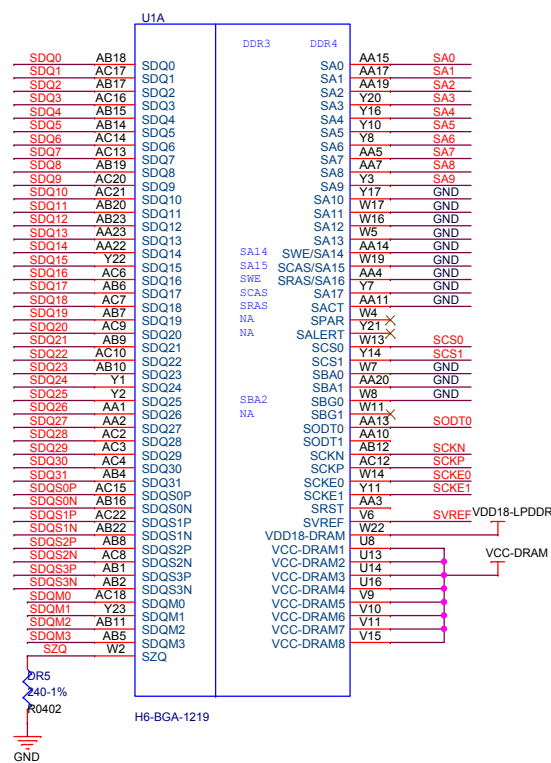 U1A
DDR3 DDR4
SDQ0 AB18 SDQ0 SA0 AA15 SA0
SDQ1 AC17 SDQ1 SA1 AA17 SA1
SDQ2 AB17 SDQ2 SA2 AA19 SA2
SDQ3 AC16 SDQ3 SA3 Y20 SA3
SDQ4 AB15 SDQ4 SA4 Y16 SA4
SDQ5 AB14 SDQ5 SA5 Y10 SA5
SDQ6 AC14 SDQ6 SA6 Y8 SA6
SDQ7 AC13 SDQ7 SA7 AA5 SA7
SDQ8 AB19 SDQ8 SA8 AA7 SA8
SDQ9 AC20 SDQ9 SA9 Y3 SA9
SDQ10 AC21 SDQ10 SA10 Y17 GND
SDQ11 AB20 SDQ11 SA11 W17 GND
SDQ12 AB23 SDQ12 SA12 W16 GND
SDQ13 AA23 SDQ13 SA13 W5 GND
SDQ14 AA22 SDQ14 SA14 SWE/SA14 AA14 GND
SDQ15 Y22 SDQ15 SA15 SCAS/SA15 W19 GND
SDQ16 AC6 SDQ16 SWE SRAS/SA16 AA4 GND
SDQ17 AB6 SDQ17 SCAS SA17 Y7 GND
SDQ18 AC7 SDQ18 SRAS SACT AA11 GND
SDQ19 AB7 SDQ19 NA SPAR W4
SDQ20 AC9 SDQ20 NA SALERT Y21
SDQ21 AB9 SDQ21 SCS0 W13 SCS0
SDQ22 AC10 SDQ22 SCS1 Y14 SCS1
SDQ23 AB10 SDQ23 SBA0 W7 GND
SDQ24 Y1 SDQ24 SBA1 AA20 GND
SDQ25 Y2 SDQ25 SBA2 SBG0 W8 GND
SDQ26 AA1 SDQ26 NA SBG1 W11
SDQ27 AA2 SDQ27 SODT0 AA13 SODT0
SDQ28 AC2 SDQ28 SODT1 AA10
SDQ29 AC3 SDQ29 SCKN AB12 SCKN
SDQ30 AC4 SDQ30 SCKP AC12 SCKP
SDQ31 AB4 SDQ31 SCKE0 W14 SCKE0
SDQS0P AC15 SDQS0P SCKE1 Y11 SCKE1
SDQS0N AB16 SDQS0N SRST AA3
SDQS1P AC22 SDQS1P SVREF V6 SVREF VDD18-LPDDR
SDQS1N AB22 SDQS1N VDD18-DRAM W22
SDQS2P AB8 SDQS2P VCC-DRAM1 U8
SDQS2N AC8 SDQS2N VCC-DRAM2 U13 VCC-DRAM
SDQS3P AB1 SDQS3P VCC-DRAM3 U14
SDQS3N AB2 SDQS3N VCC-DRAM4 U16
SDQM0 AC18 SDQM0 VCC-DRAM5 V9
SDQM1 Y23 SDQM1 VCC-DRAM6 V10
SDQM2 AB11 SDQM2 VCC-DRAM7 V11
SDQM3 AB5 SDQM3 VCC-DRAM8 V15
SZQ W2 SZQ
DR5
240-1%
R0402
H6-BGA-1219
GND